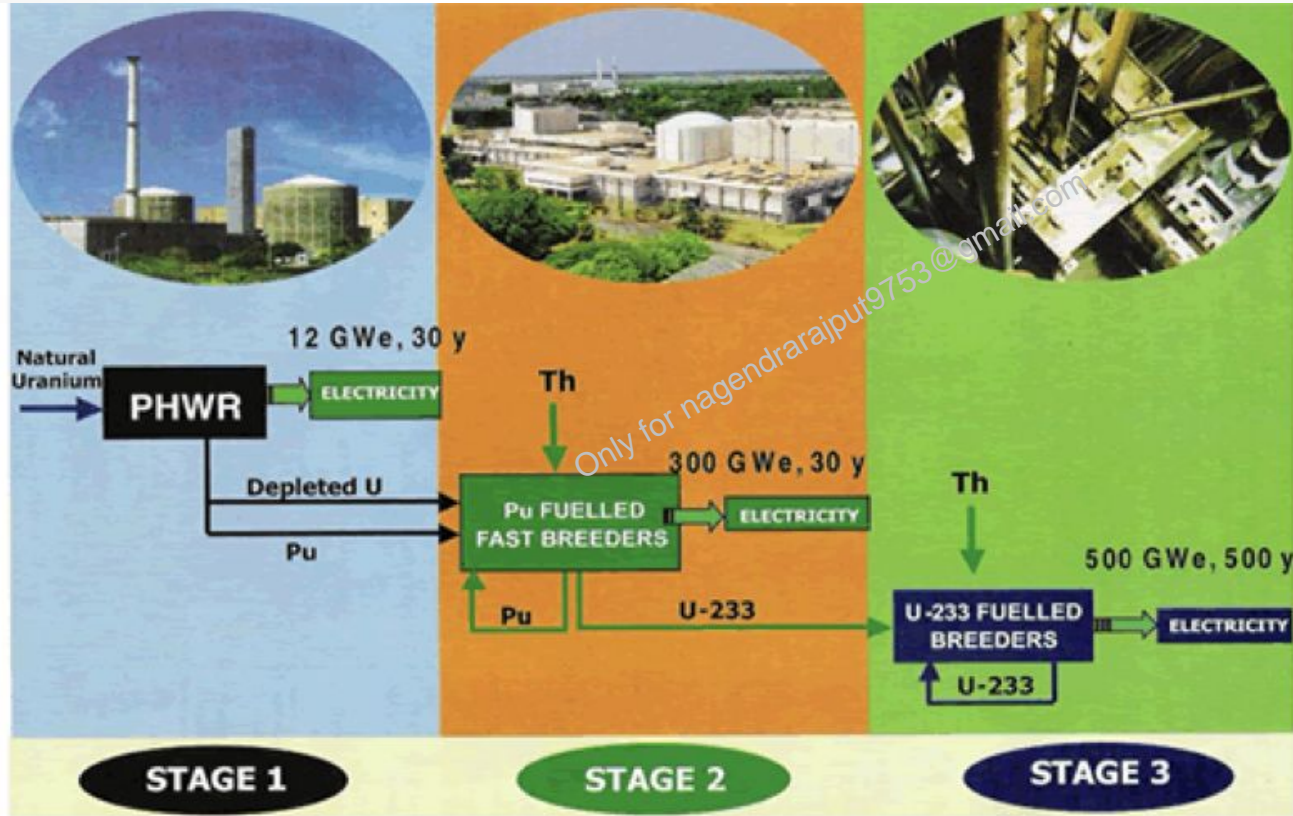 12 GWe, 30 y
Natural
Uranium
PHWR
ELECTRICITY
Depleted U
Pu
Th
300 GWe, 30 y
Pu FUELLED
FAST BREEDERS
ELECTRICITY
Pu
U-233
Th
500 GWe, 500 y
U-233 FUELLED
BREEDERS
ELECTRICITY
U-233
Only for nagendrarajput9753@gmail.com
STAGE 1
STAGE 2
STAGE 3